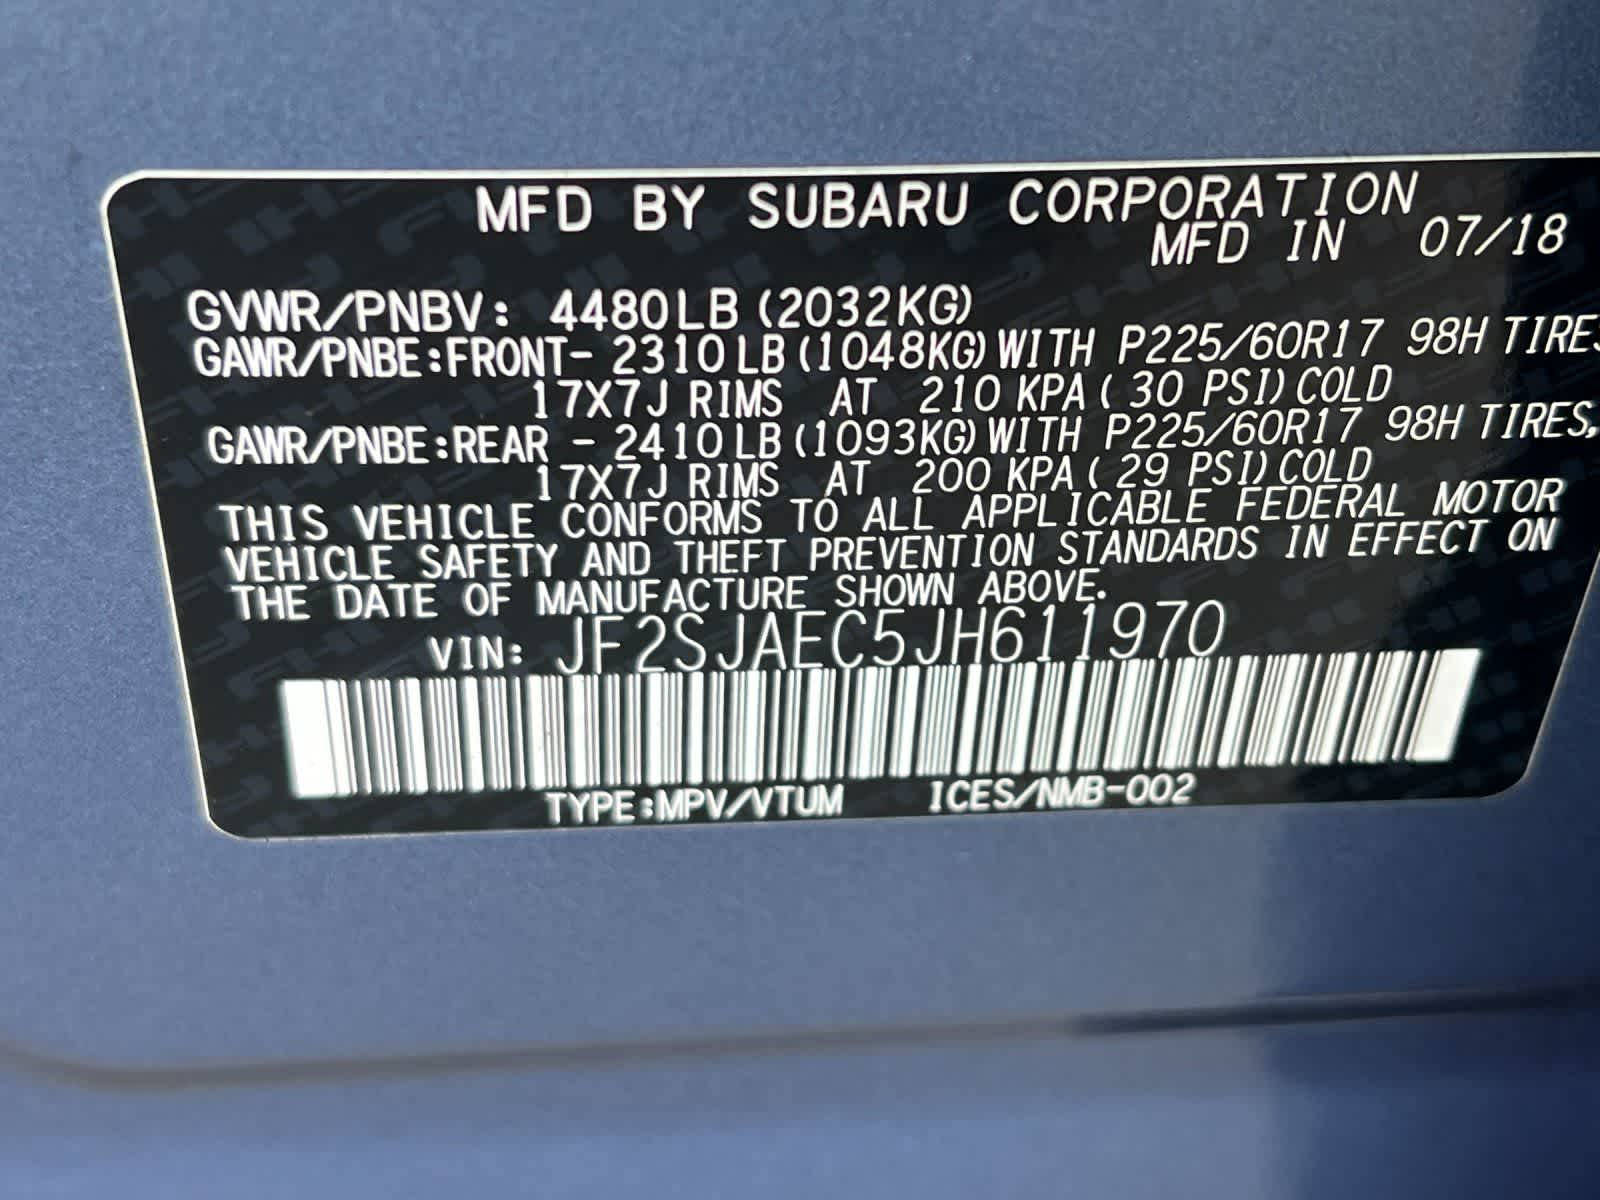 MFD BY SUBARU CORPORATION
MFD IN 07/18
GVWR/PNBV: 4480LB (2032KG)
GAWR/PNBE:FRONT- 2310LB (1048KG) WITH P225/60R17 98H TIRES
17X7J RIMS AT 210 KPA ( 30 PSI) COLD
GAWR/PNBE:REAR - 2410LB (1093KG) WITH P225/60R17 98H TIRES,
17X7J RIMS AT 200 KPA ( 29 PSI) COLD
THIS VEHICLE CONFORMS TO ALL APPLICABLE FEDERAL MOTOR
VEHICLE SAFETY AND THEFT PREVENTION STANDARDS IN EFFECT ON
THE DATE OF MANUFACTURE SHOWN ABOVE.
VIN: JF2SJAEC5JH611970
TYPE:MPV/VTUM ICES/NMB-002